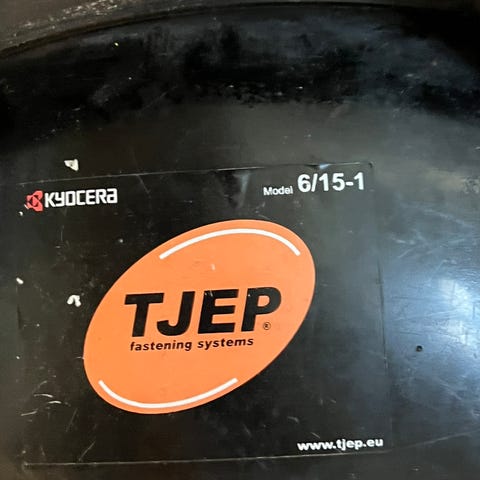 KYOCERA
Model 6/15-1
TJEP®
fastening systems
www.tjep.eu